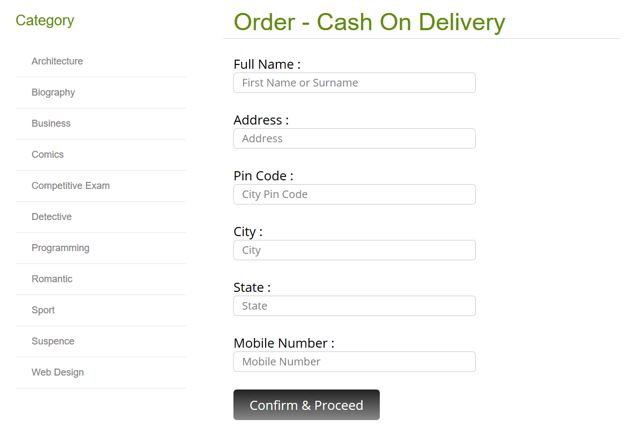 Category
Architecture
Biography
Business
Comics
Competitive Exam
Detective
Programming
Romantic
Sport
Suspence
Web Design
Order - Cash On Delivery
Full Name :
First Name or Surname
Address :
Address
Pin Code :
City Pin Code
City :
City
State :
State
Mobile Number :
Mobile Number
Confirm & Proceed